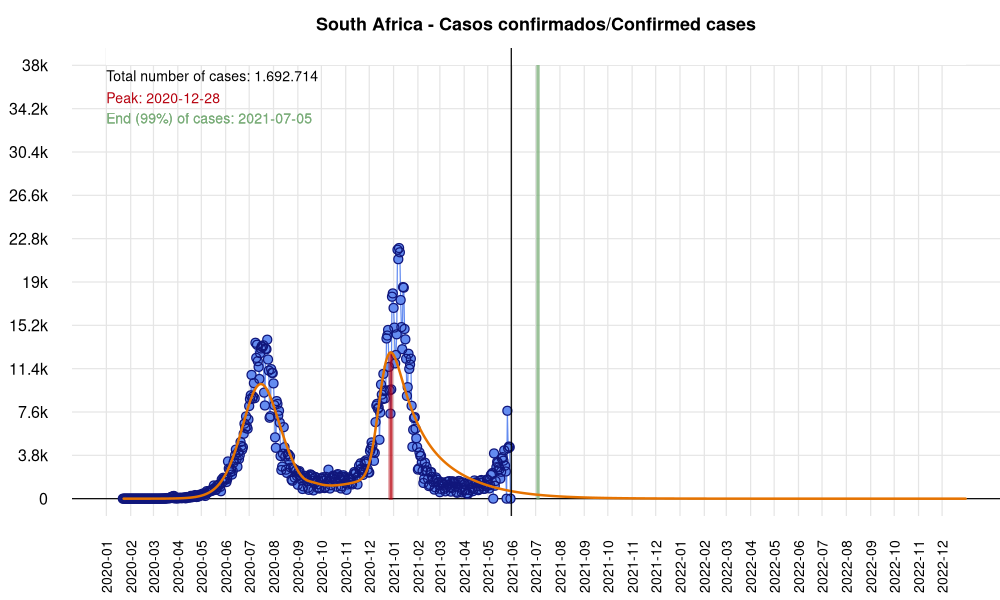 South Africa - Casos confirmados/Confirmed cases
38k
34.2k
30.4k
26.6k
22.8k
19k
15.2k
11.4k
7.6k
3.8k
0
Total number of cases: 1.692.714
Peak: 2020-12-28
End (99%) of cases: 2021-07-05
2020-01
2020-02
2020-03
2020-04
2020-05
2020-06
2020-07
2020-08
2020-09
2020-10
2020-11
2020-12
2021-01
2021-02
2021-03
2021-04
2021-05
2021-06
2021-07
2021-08
2021-09
2021-10
2021-11
2021-12
2022-01
2022-02
2022-03
2022-04
2022-05
2022-06
2022-07
2022-08
2022-09
2022-10
2022-11
2022-12